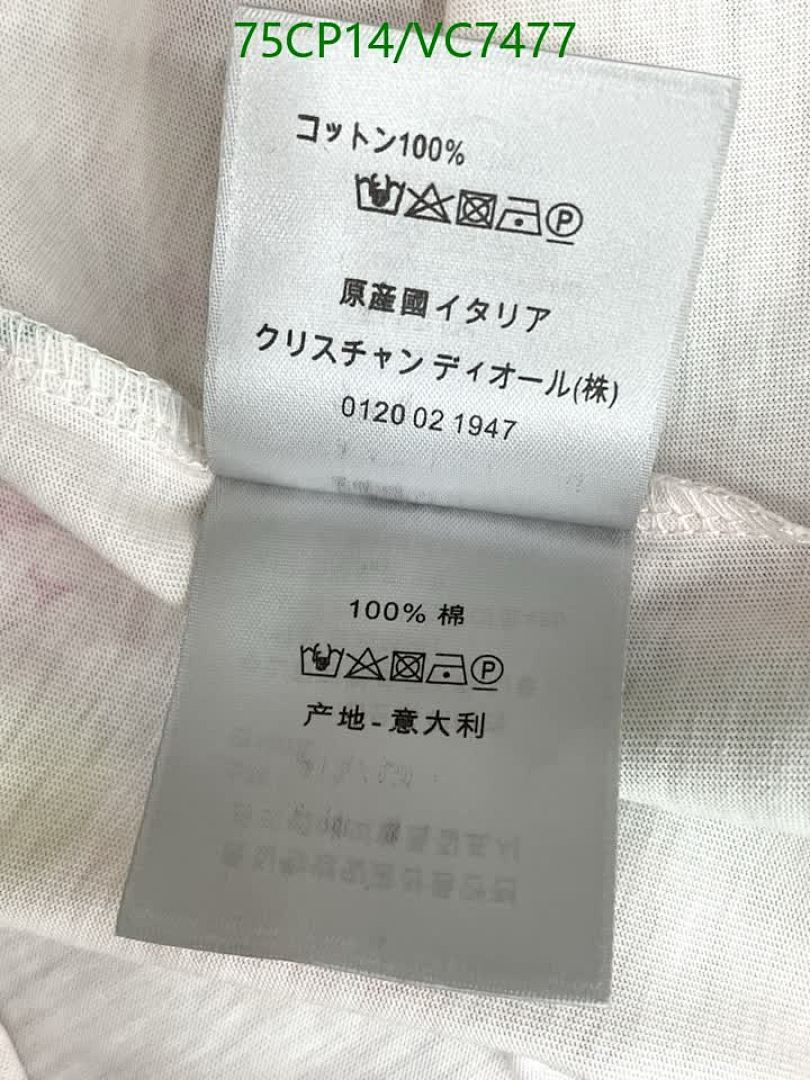 75CP14/VC7477
コットン100%
P
原産國イタリア
クリスチャン ディオール(株)
0120 02 1947
100% 棉
P
产地 - 意大利